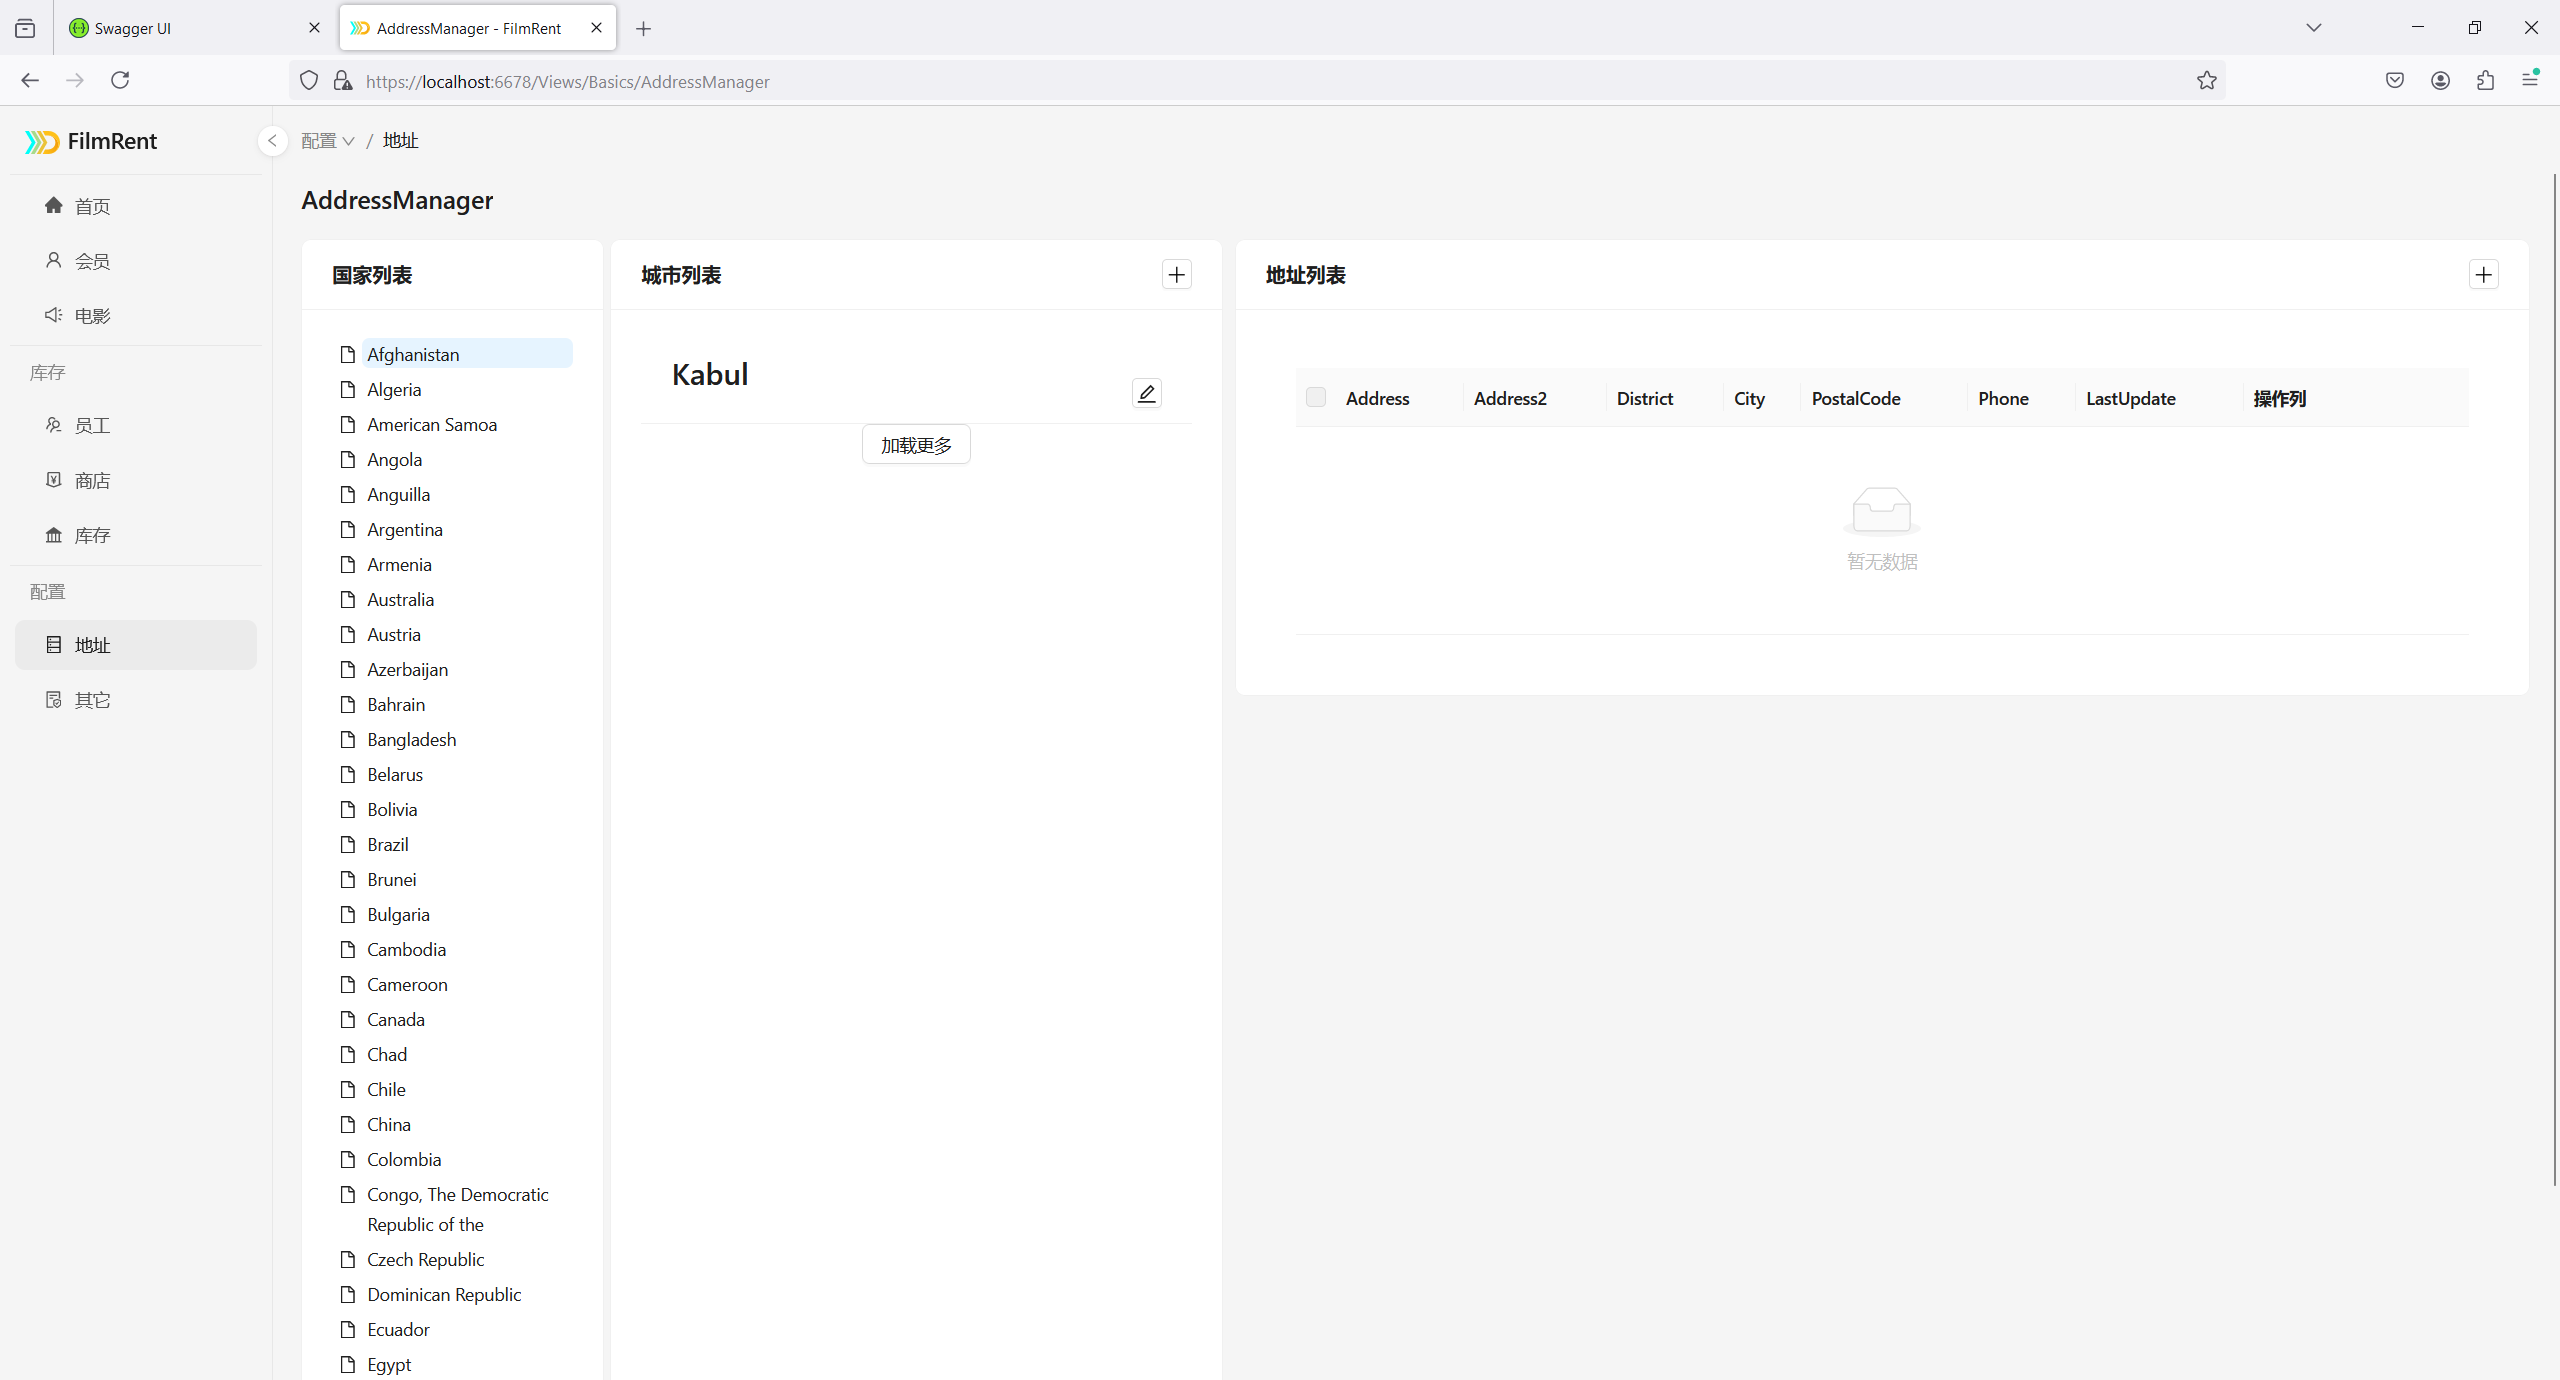 Swagger UI
AddressManager - FilmRent
https://localhost:6678/Views/Basics/AddressManager
FilmRent
首页
会员
电影
库存
员工
商店
库存
配置
地址
其它
配置 / 地址
AddressManager
国家列表
Afghanistan
Algeria
American Samoa
Angola
Anguilla
Argentina
Armenia
Australia
Austria
Azerbaijan
Bahrain
Bangladesh
Belarus
Bolivia
Brazil
Brunei
Bulgaria
Cambodia
Cameroon
Canada
Chad
Chile
China
Colombia
Congo, The Democratic
Republic of the
Czech Republic
Dominican Republic
Ecuador
Egypt
城市列表
Kabul
加载更多
地址列表
Address Address2 District City PostalCode Phone LastUpdate 操作列
暂无数据